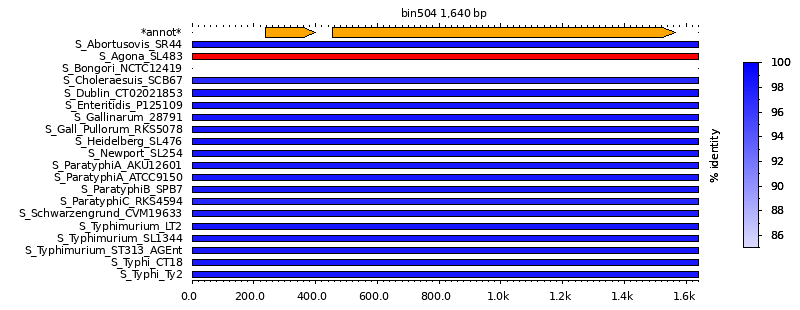 bin504 1,640 bp
*annot*
S_Abortusovis_SR44
S_Agona_SL483
S_Bongori_NCTC12419
S_Choleraesuis_SCB67
S_Dublin_CT02021853
S_Enteritidis_P125109
S_Gallinarum_28791
S_Gall_Pullorum_RKS5078
S_Heidelberg_SL476
S_Newport_SL254
S_ParatyphiA_AKU12601
S_ParatyphiA_ATCC9150
S_ParatyphiB_SPB7
S_ParatyphiC_RKS4594
S_Schwarzengrund_CVM19633
S_Typhimurium_LT2
S_Typhimurium_SL1344
S_Typhimurium_ST313_AGEnt
S_Typhi_CT18
S_Typhi_Ty2
0.0 200.0 400.0 600.0 800.0 1.0k 1.2k 1.4k 1.6k
% identity
100
98
96
94
92
90
88
86